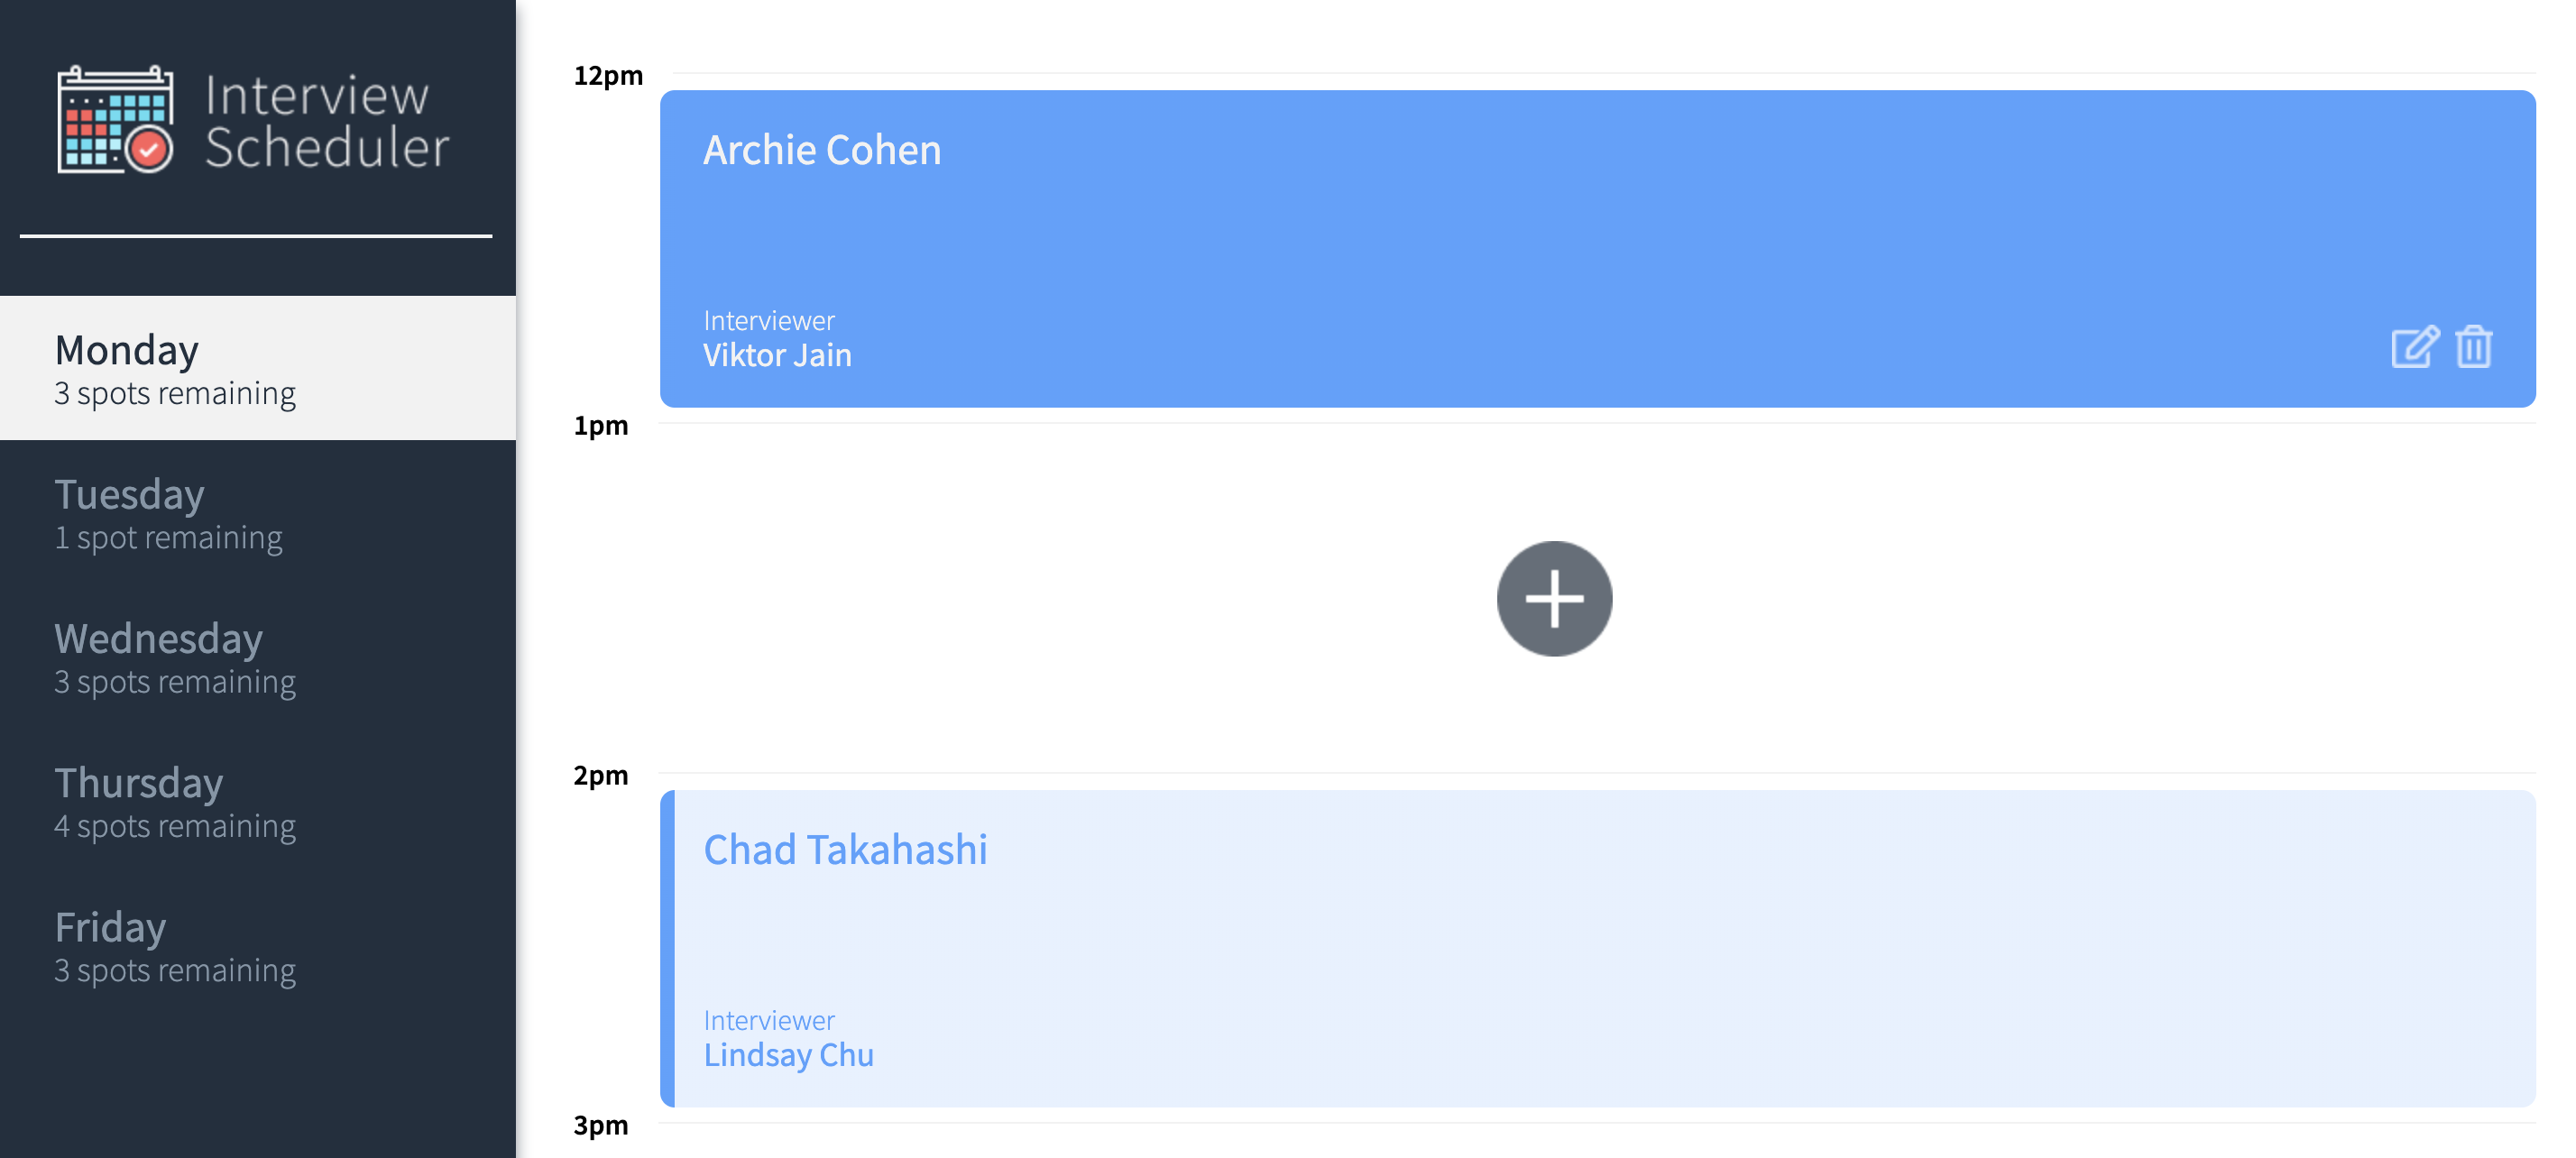 Interview
Scheduler
Monday
3 spots remaining
Tuesday
1 spot remaining
Wednesday
3 spots remaining
Thursday
4 spots remaining
Friday
3 spots remaining
12pm
Archie Cohen
Interviewer
Viktor Jain
1pm
2pm
Chad Takahashi
Interviewer
Lindsay Chu
3pm